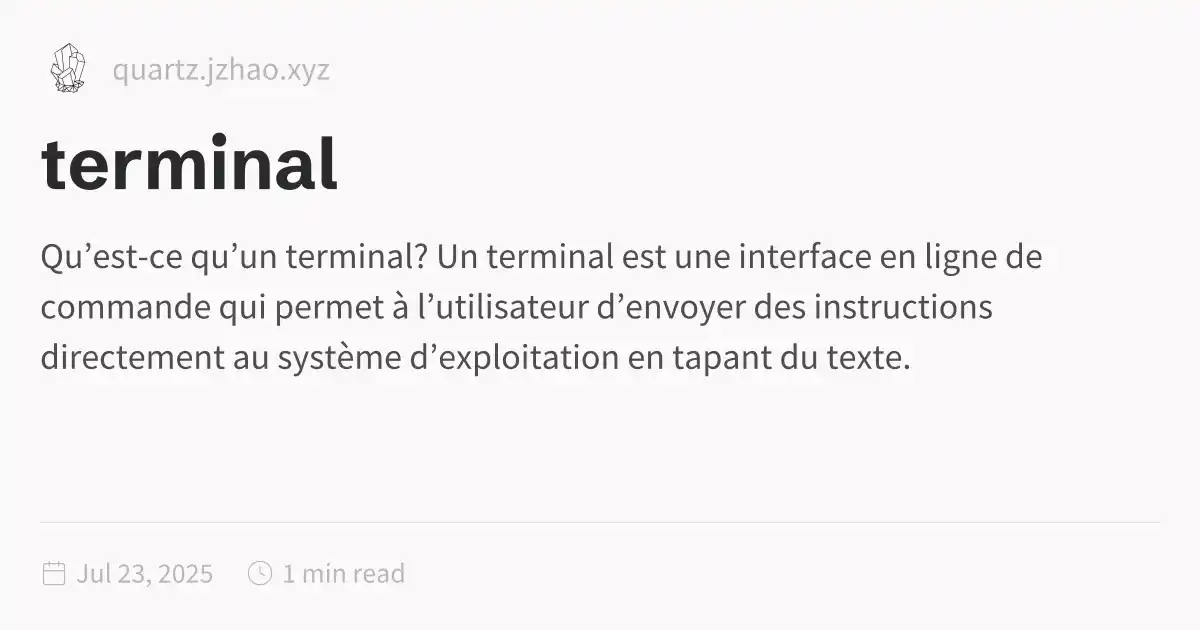 quartz.jzhao.xyz
terminal
Qu’est-ce qu’un terminal? Un terminal est une interface en ligne de
commande qui permet à l’utilisateur d’envoyer des instructions
directement au système d’exploitation en tapant du texte.
Jul 23, 2025 1 min read